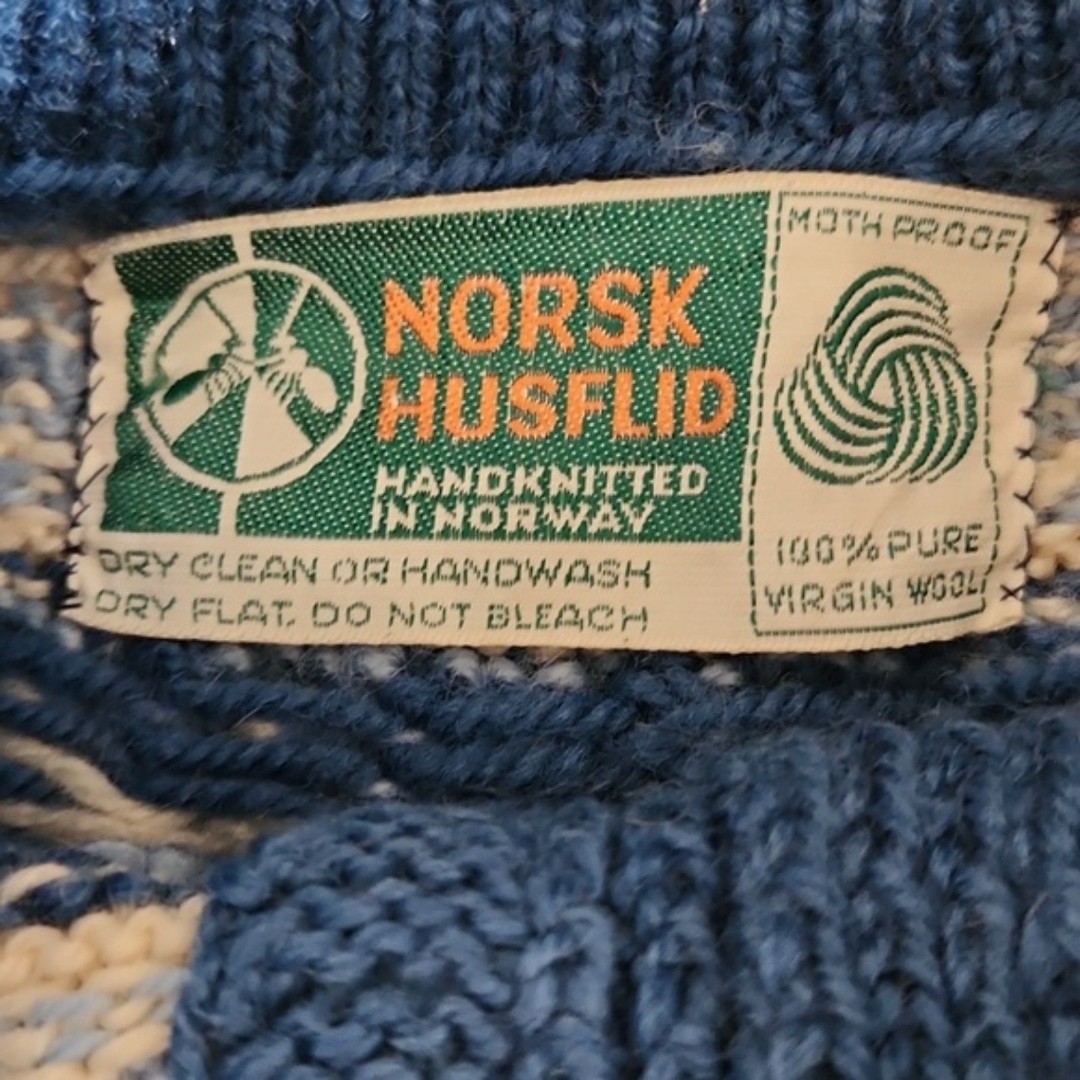 NORSK
HUSFLID
HANDKNITTED
IN NORWAY
DRY CLEAN OR HANDWASH
DRY FLAT. DO NOT BLEACH
MOTH PROOF
100% PURE
VIRGIN WOOL